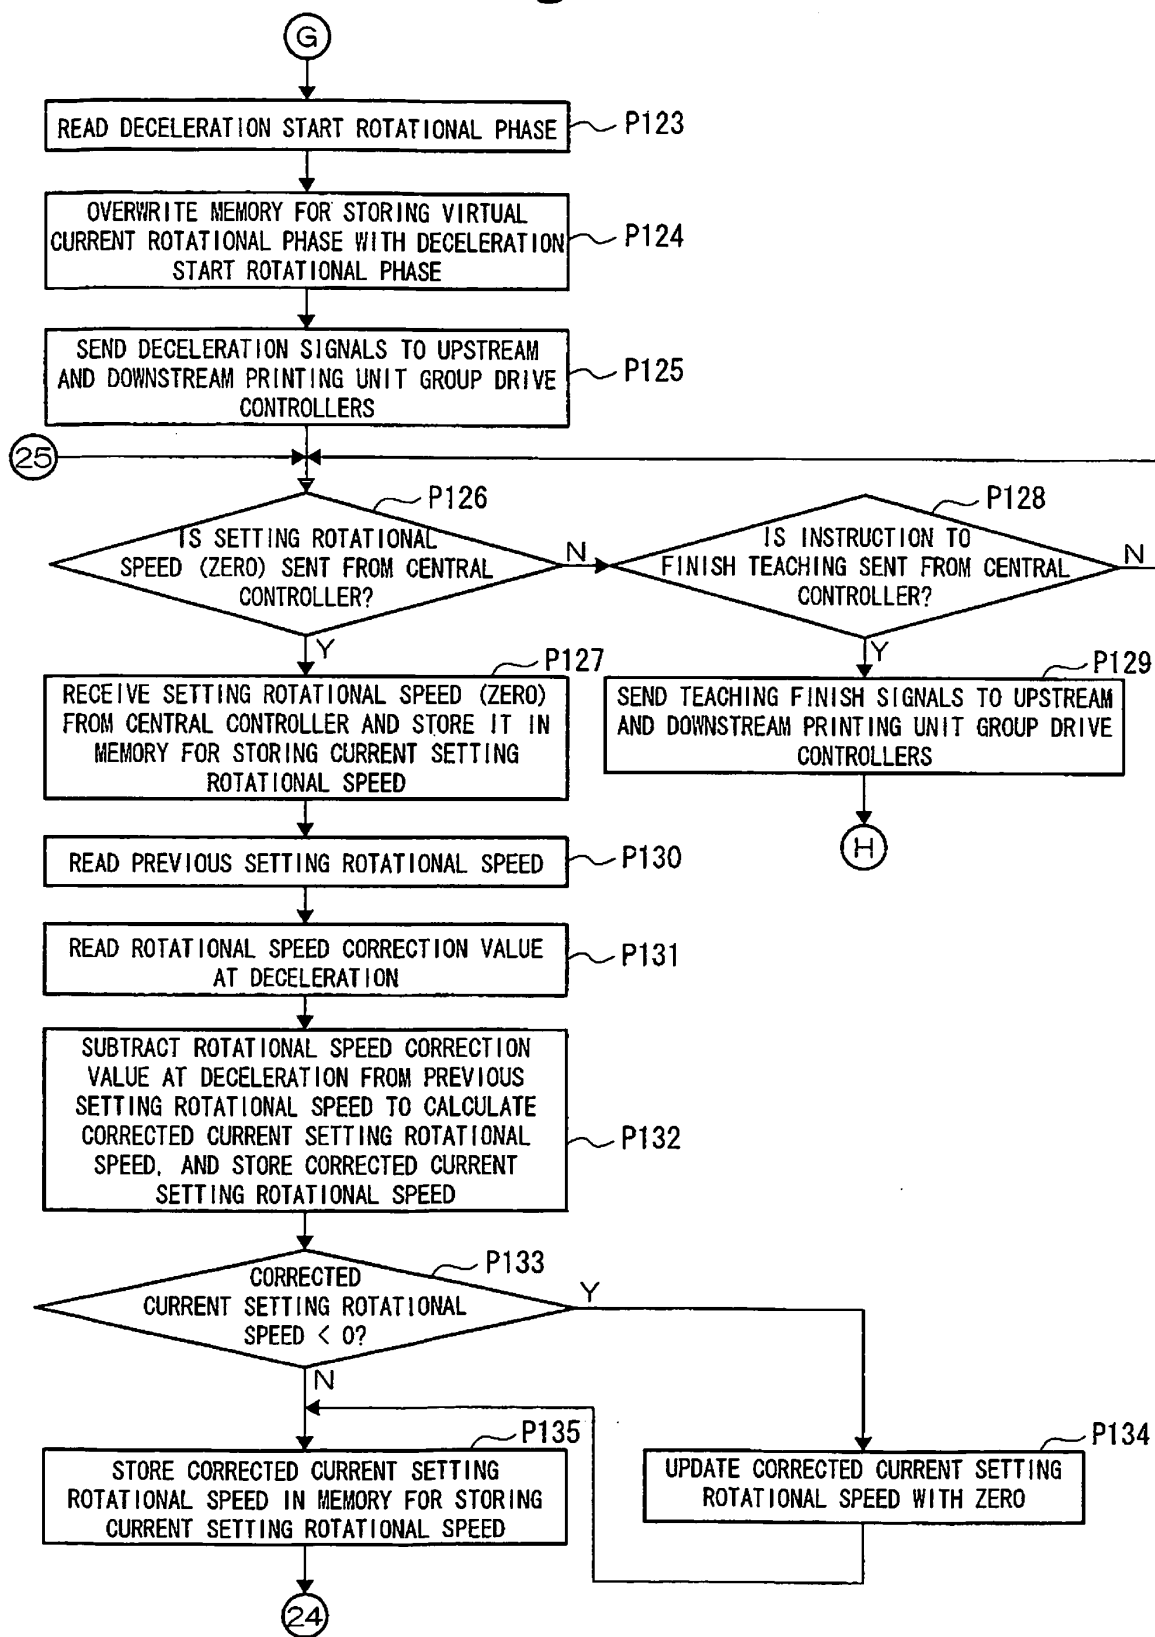 G
READ DECELERATION START ROTATIONAL PHASE
P123
OVERWRITE MEMORY FOR STORING VIRTUAL
CURRENT ROTATIONAL PHASE WITH DECELERATION
START ROTATIONAL PHASE
P124
SEND DECELERATION SIGNALS TO UPSTREAM
AND DOWNSTREAM PRINTING UNIT GROUP DRIVE
CONTROLLERS
P125
25
P126
IS SETTING ROTATIONAL
SPEED (ZERO) SENT FROM CENTRAL
CONTROLLER?
N
Y
P128
IS INSTRUCTION TO
FINISH TEACHING SENT FROM CENTRAL
CONTROLLER?
N
Y
P127
RECEIVE SETTING ROTATIONAL SPEED (ZERO)
FROM CENTRAL CONTROLLER AND STORE IT IN
MEMORY FOR STORING CURRENT SETTING
ROTATIONAL SPEED
P129
SEND TEACHING FINISH SIGNALS TO UPSTREAM
AND DOWNSTREAM PRINTING UNIT GROUP DRIVE
CONTROLLERS
H
READ PREVIOUS SETTING ROTATIONAL SPEED
P130
READ ROTATIONAL SPEED CORRECTION VALUE
AT DECELERATION
P131
SUBTRACT ROTATIONAL SPEED CORRECTION
VALUE AT DECELERATION FROM PREVIOUS
SETTING ROTATIONAL SPEED TO CALCULATE
CORRECTED CURRENT SETTING ROTATIONAL
SPEED, AND STORE CORRECTED CURRENT
SETTING ROTATIONAL SPEED
P132
P133
CORRECTED
CURRENT SETTING ROTATIONAL
SPEED < 0?
Y
N
P135
STORE CORRECTED CURRENT SETTING
ROTATIONAL SPEED IN MEMORY FOR STORING
CURRENT SETTING ROTATIONAL SPEED
P134
UPDATE CORRECTED CURRENT SETTING
ROTATIONAL SPEED WITH ZERO
24